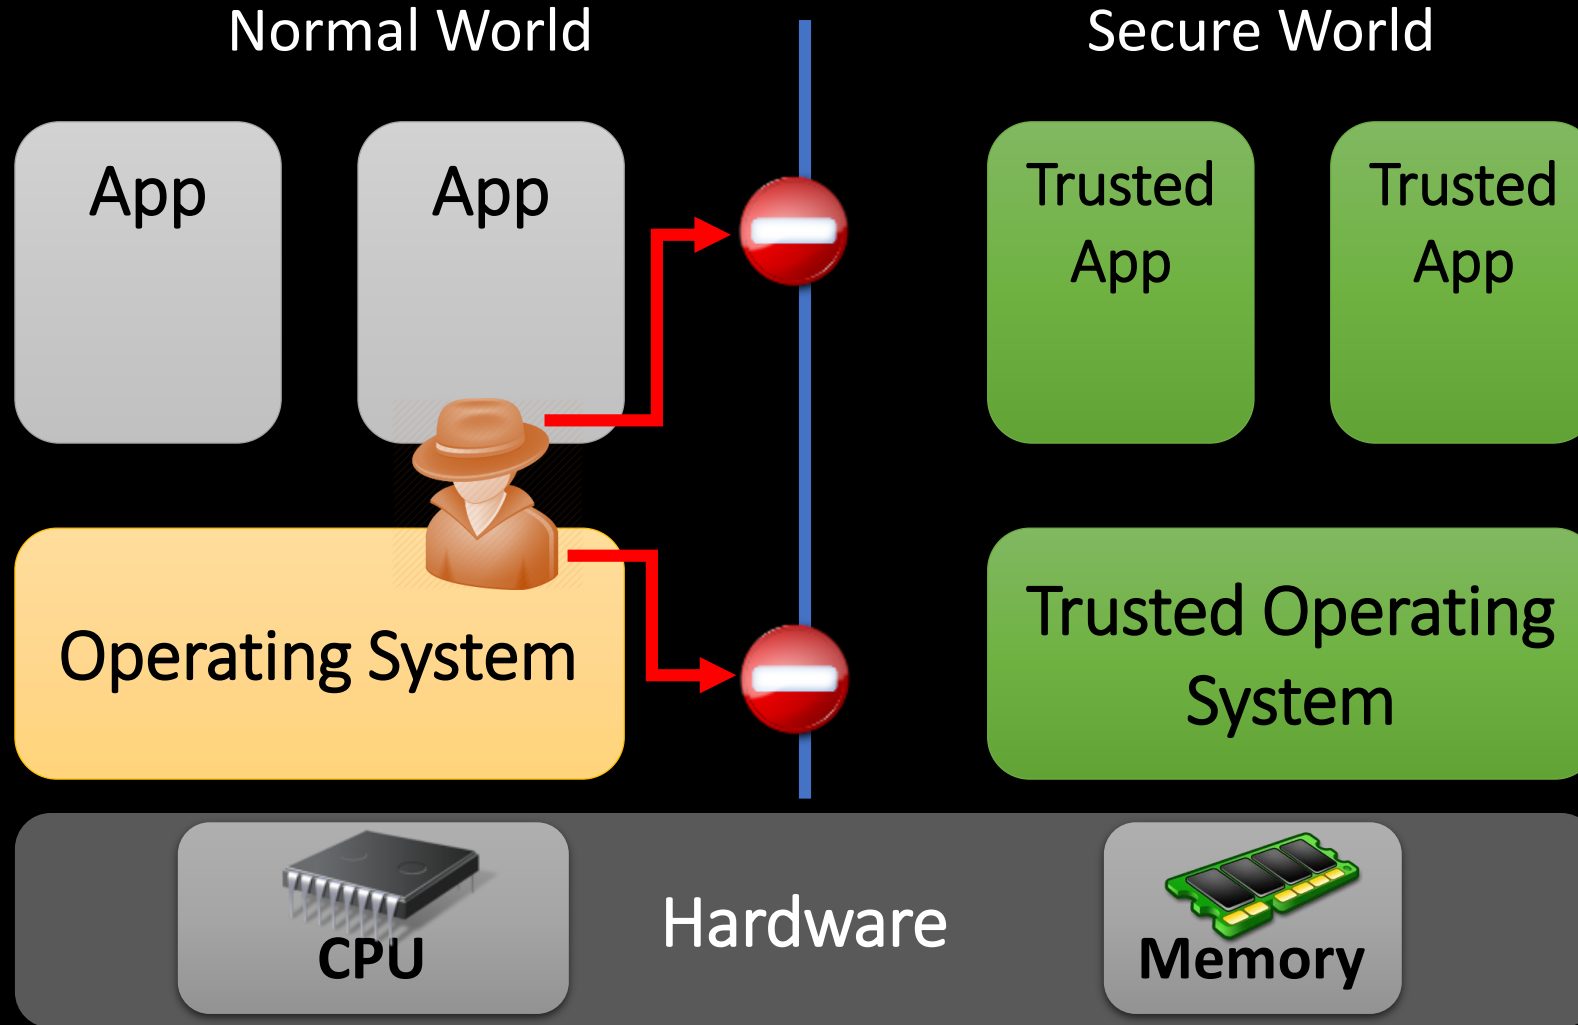 Normal World
Secure World
App
App
Trusted
App
Trusted
App
Operating System
Trusted Operating
System
CPU
Hardware
Memory